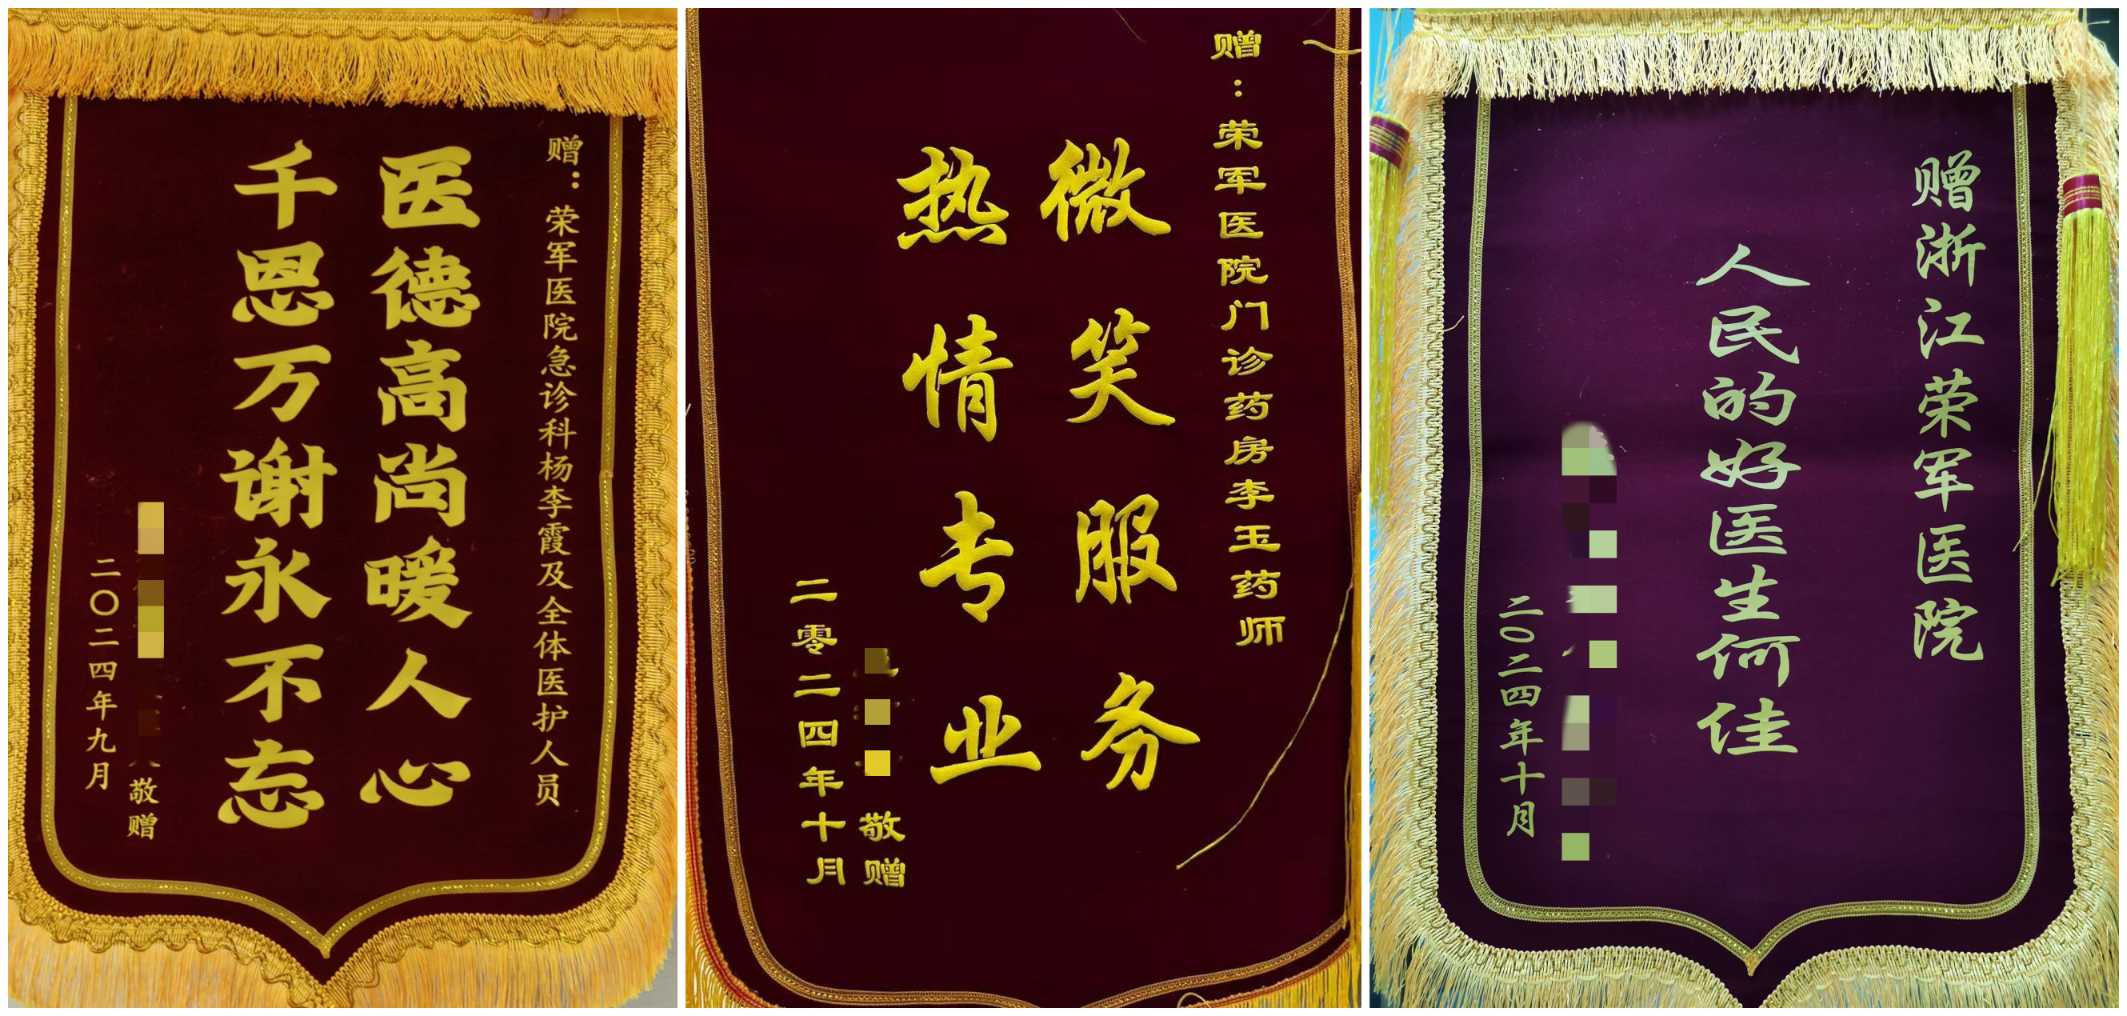 赠：荣军医院急诊科杨李霞及全体医护人员
医德高尚暖人心
千恩万谢永不忘
敬赠
二〇二四年九月
赠：荣军医院门诊药房李玉药师
微笑服务
热情专业
敬赠
二零二四年十月
赠浙江荣军医院
人民的好医生何佳
二〇二四年十月